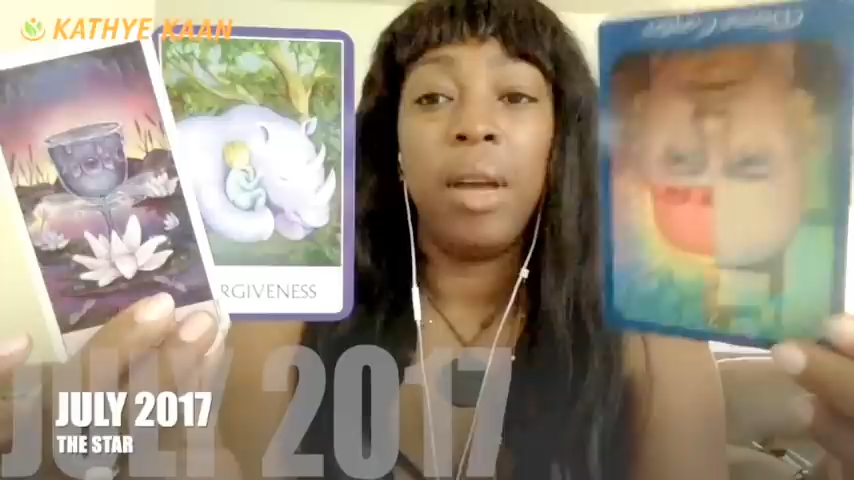 KATHYE KAAN
RGIVENESS
JULY 2017
JULY 2017
THE STAR